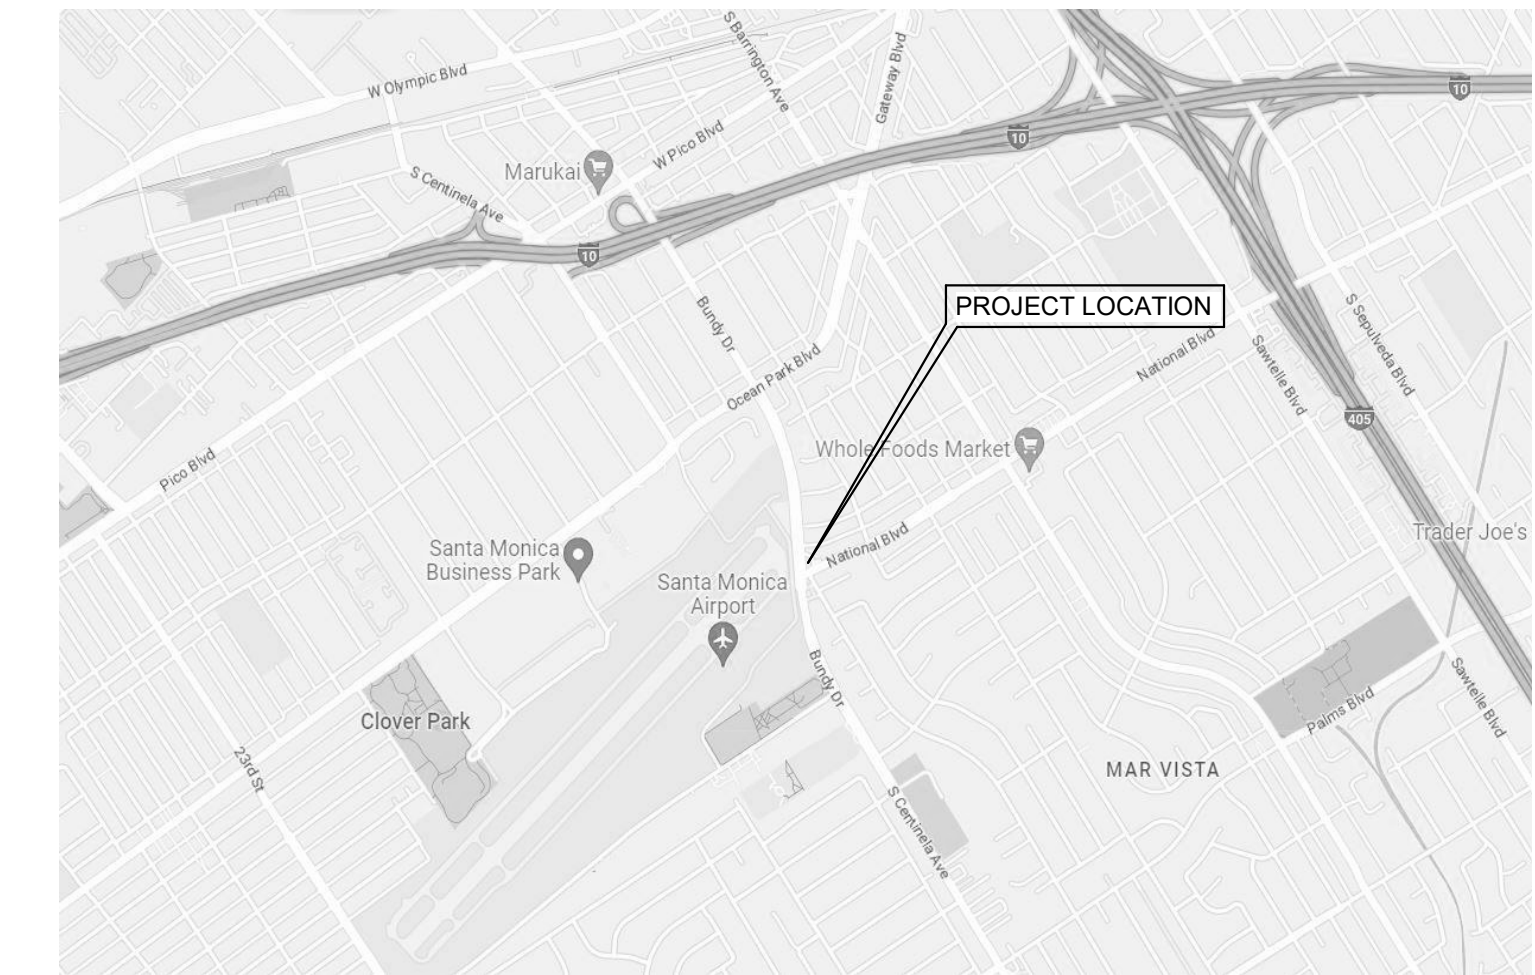 S Barrington Ave
Gateway Blvd
W Olympic Blvd
10
10
W Pico Blvd
Marukai
S Centinela Ave
10
PROJECT LOCATION
Bundy Dr
S Sepulveda Blvd
National Blvd
Sawtelle Blvd
Ocean Park Blvd
405
Whole Foods Market
Pico Blvd
Trader Joe's
National Blvd
Santa Monica
Business Park
Santa Monica
Airport
Bundy Dr
Sawtelle Blvd
Palms Blvd
Clover Park
23rd St
MAR VISTA
S Centinela Ave